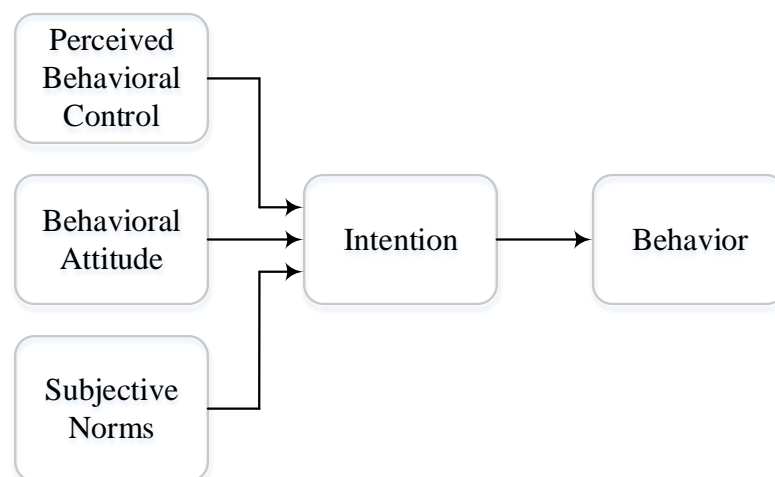 Perceived
Behavioral
Control
Behavioral
Attitude
Intention
Behavior
Subjective
Norms